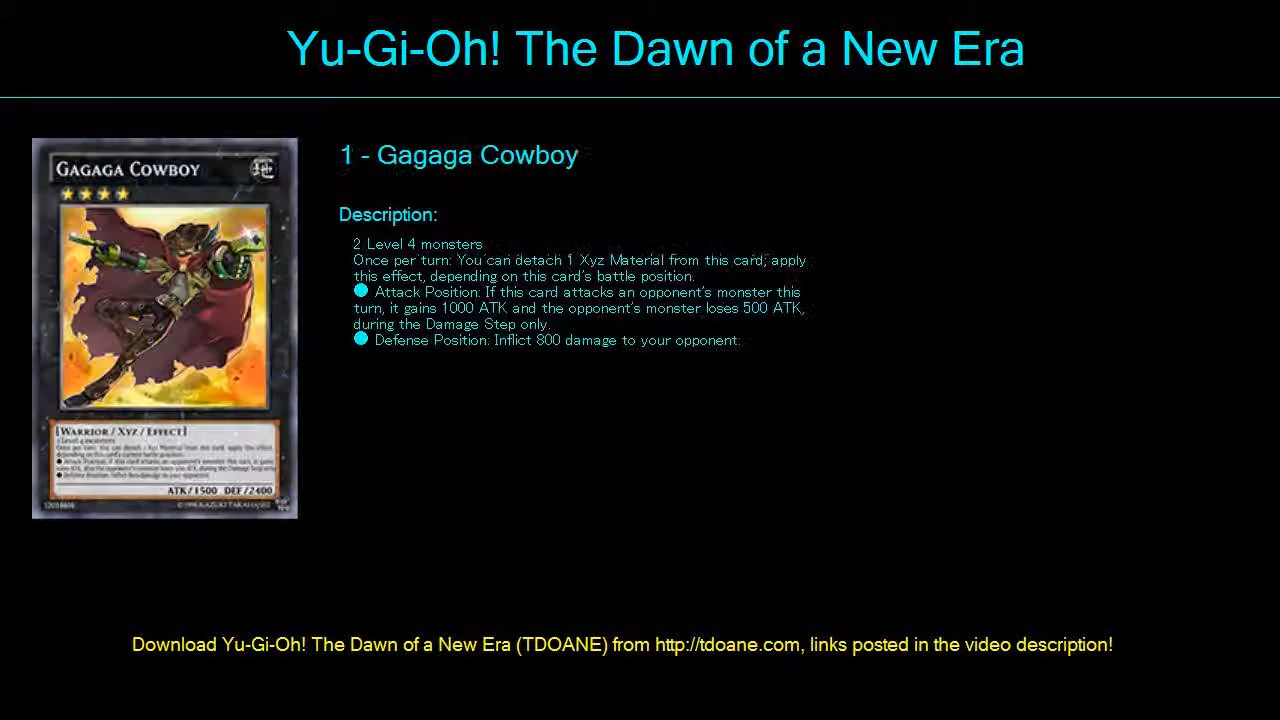 Yu-Gi-Oh! The Dawn of a New Era
GAGAGA COWBOY
地
1 - Gagaga Cowboy
Description:
2 Level 4 monsters
Once per turn: You can detach 1 Xyz Material from this card; apply
this effect, depending on this card's battle position.
● Attack Position: If this card attacks an opponent's monster this
turn, it gains 1000 ATK and the opponent's monster loses 500 ATK,
during the Damage Step only.
● Defense Position: Inflict 800 damage to your opponent.
[WARRIOR / XYZ / EFFECT]
2 Level 4 monsters
ATK/1500 DEF/2400
Download Yu-Gi-Oh! The Dawn of a New Era (TDOANE) from http://tdoane.com, links posted in the video description!